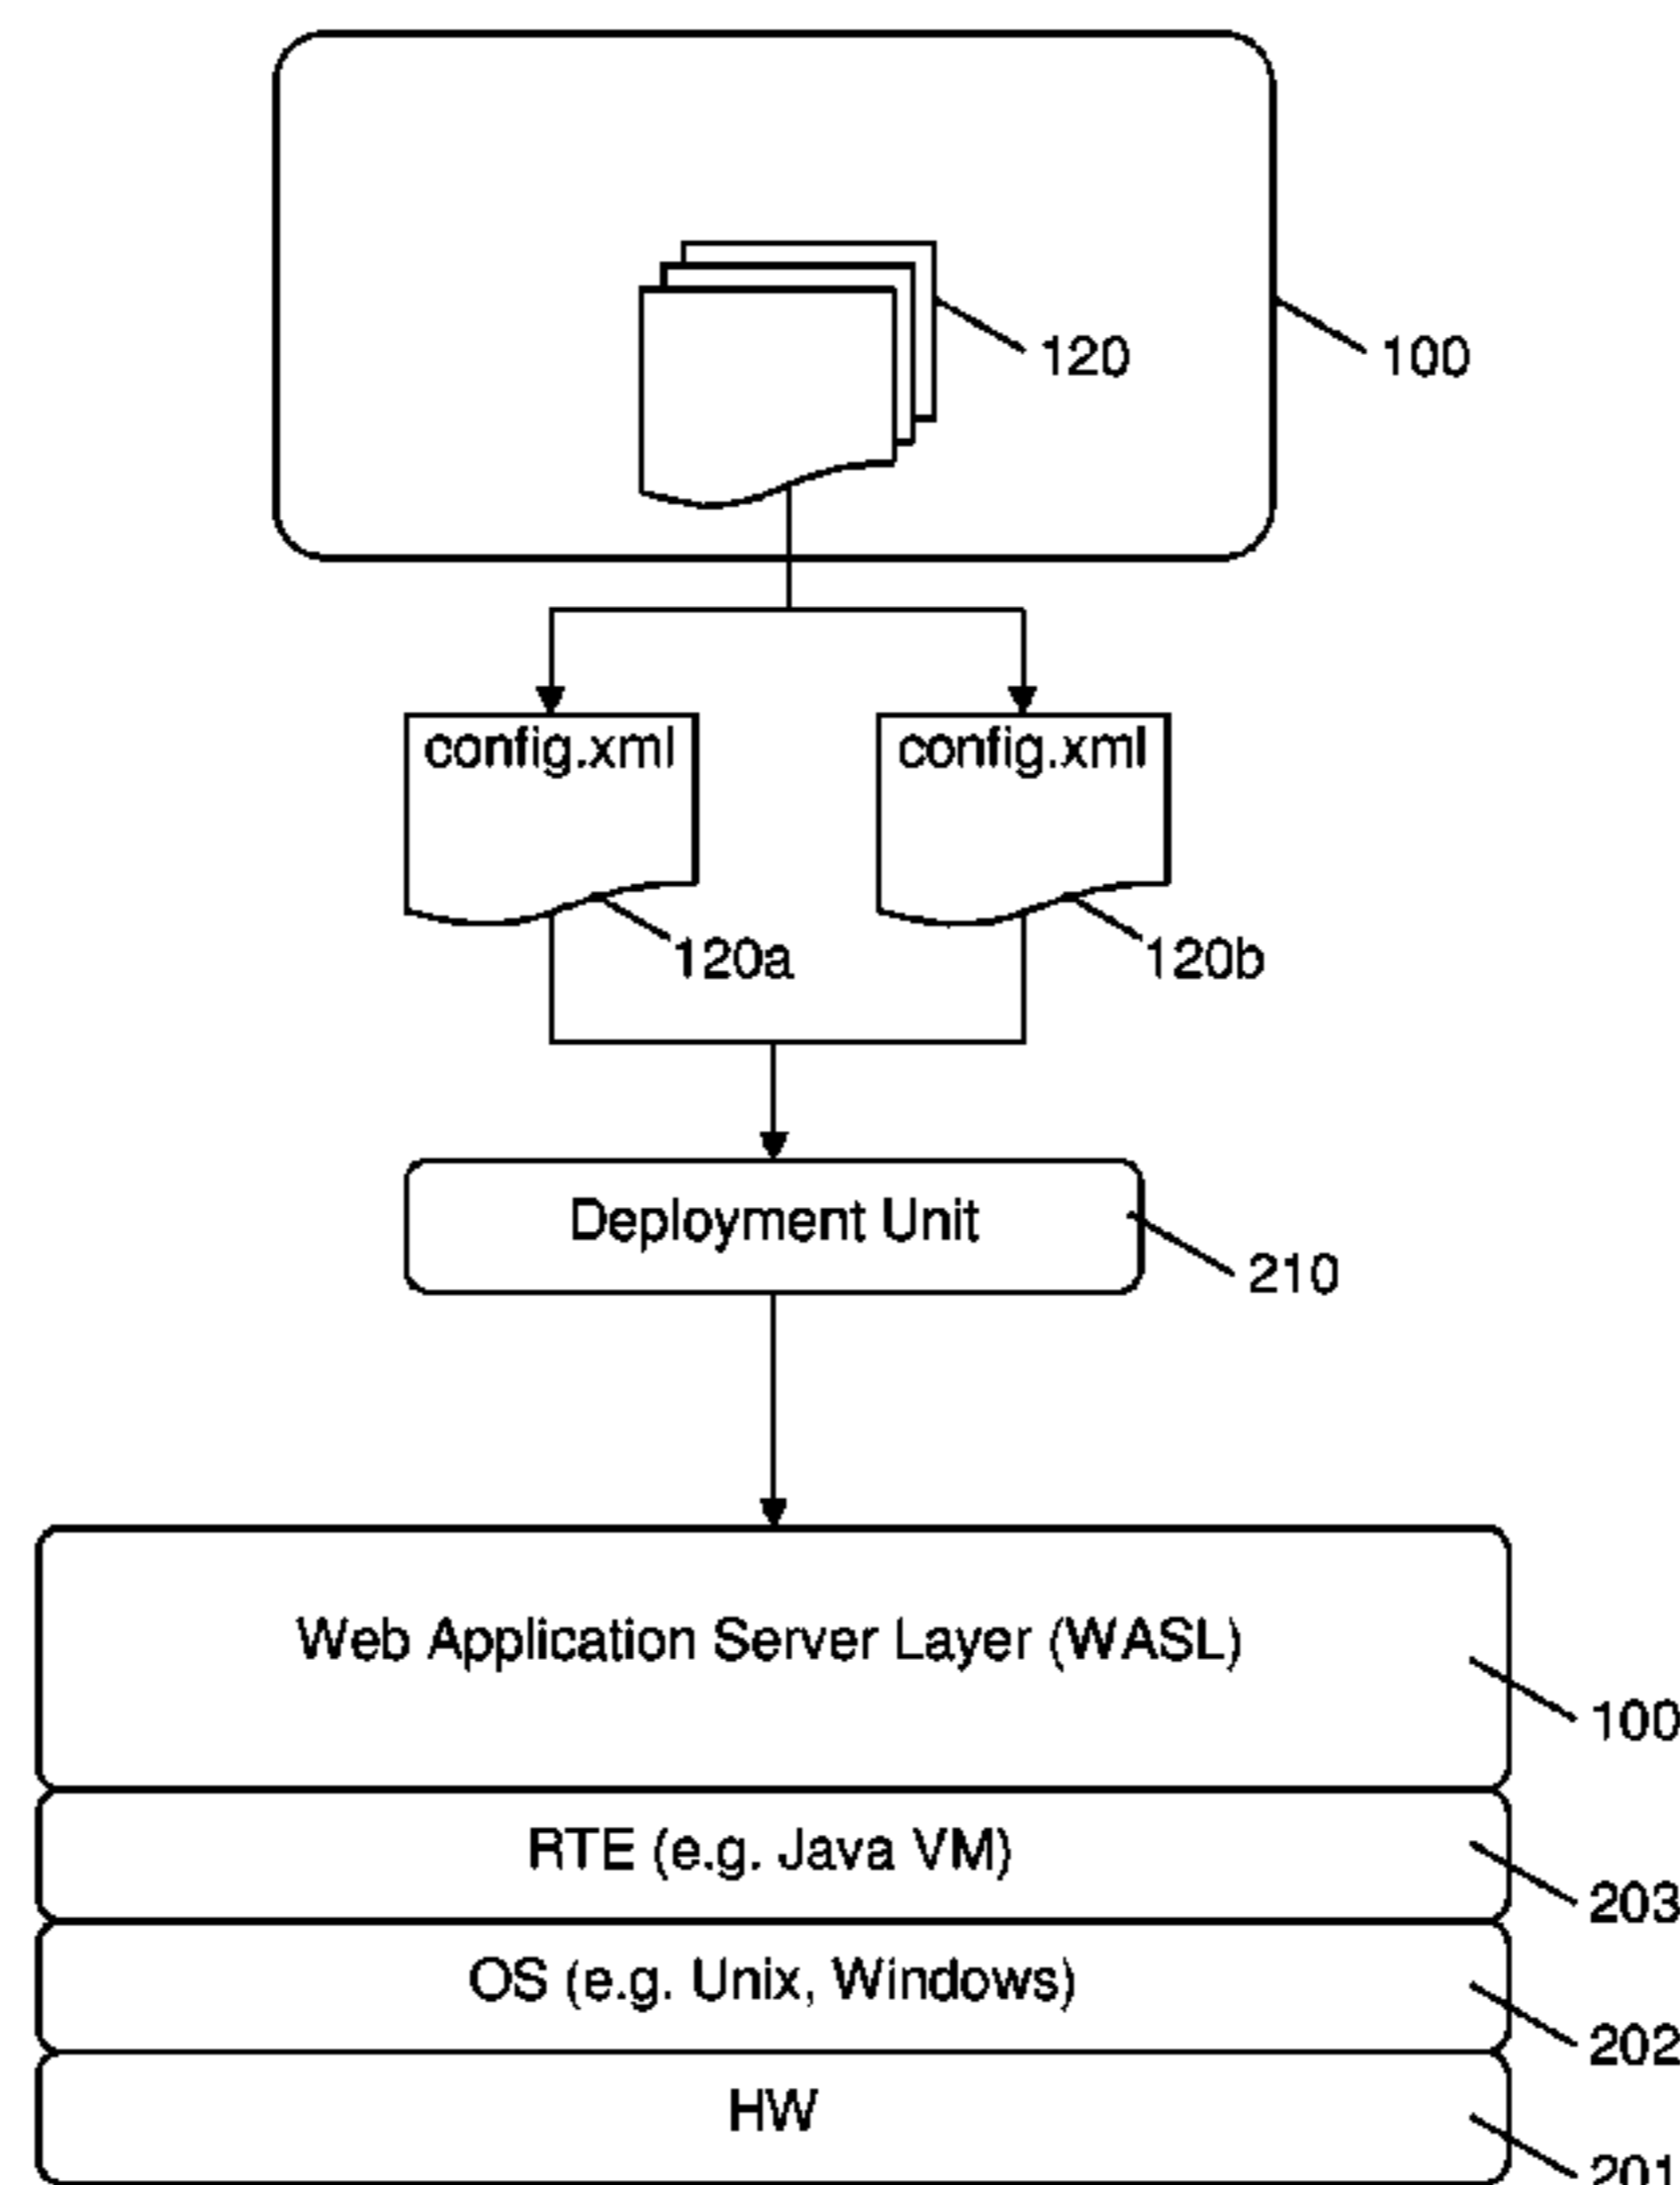 120
100
config.xml
config.xml
120a
120b
Deployment Unit
210
Web Application Server Layer (WASL)
100
RTE (e.g. Java VM)
203
OS (e.g. Unix, Windows)
202
HW
201